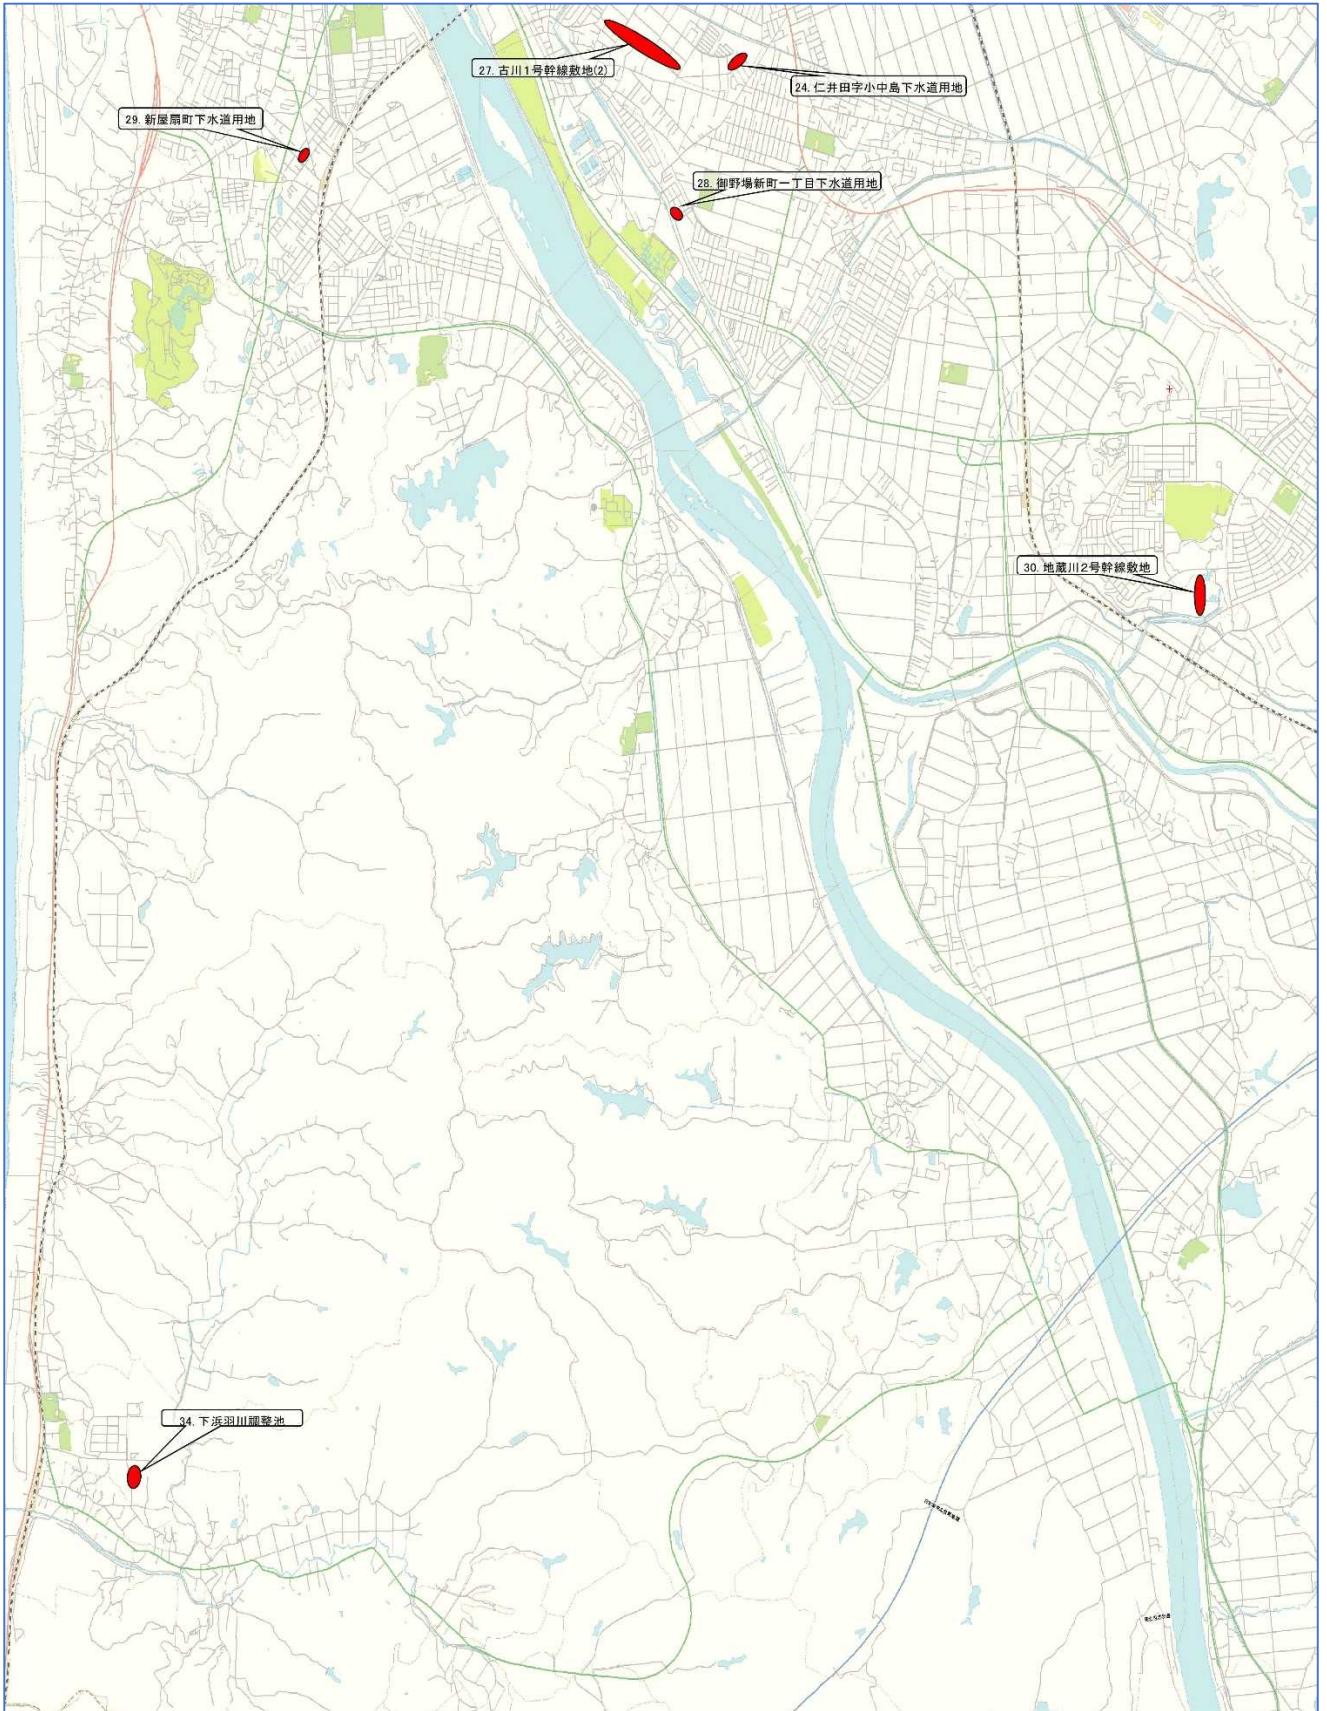 27. 古川1号幹線敷地(2)
24. 仁井田字小中島下水道用地
29. 新屋扇町下水道用地
28. 御野場新町一丁目下水道用地
30. 地蔵川2号幹線敷地
34. 下浜羽川調整池